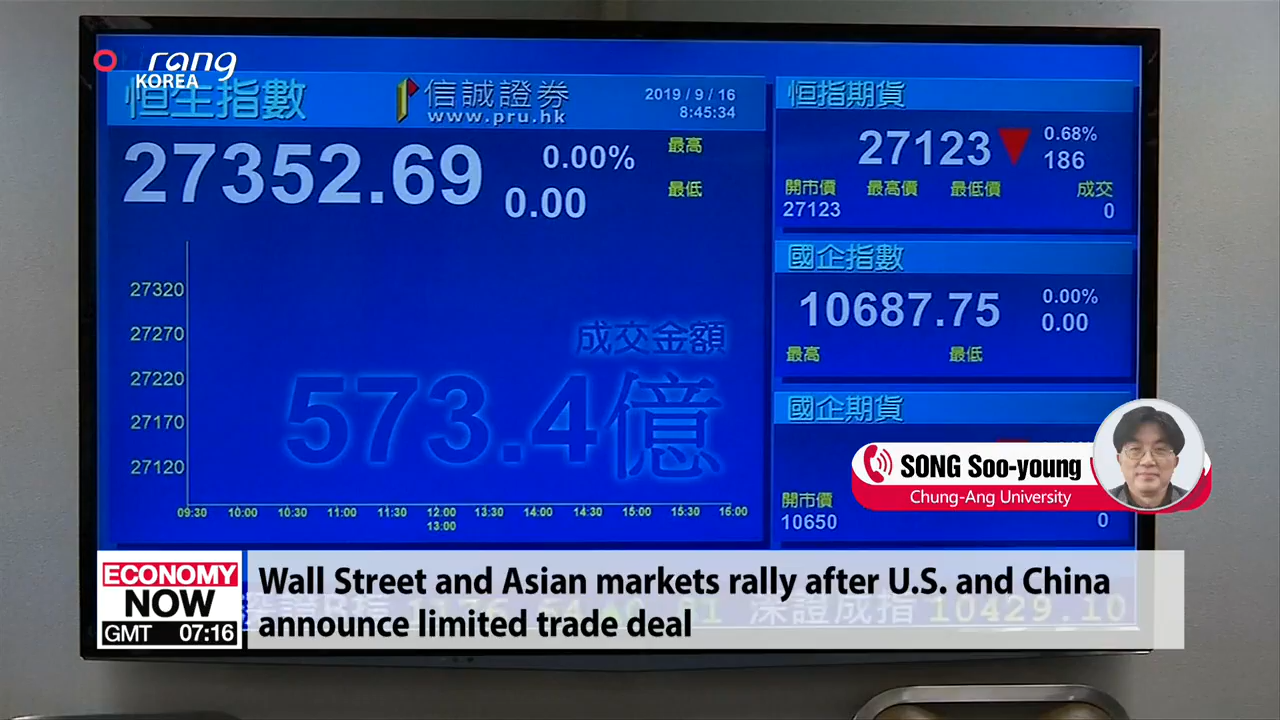 arirang
KOREA
恒生指數
信誠證券
www.pru.hk
2019 / 9 / 16
8:45:34
27352.69
0.00%
0.00
最高
最低
27320
27270
27220
27170
27120
成交金額
573.4億
09:30 10:00 10:30 11:00 11:30 12:00 13:30 14:00 14:30 15:00 15:30 16:00
13:00
恒指期貨
27123
0.68%
186
開市價 最高價 最低價 成交
27123 0
國企指數
10687.75
0.00%
0.00
最高 最低
國企期貨
開市價
10650 0
SONG Soo-young
Chung-Ang University
ECONOMY
NOW
GMT 07:16
Wall Street and Asian markets rally after U.S. and China
announce limited trade deal
深證成指 10429.10